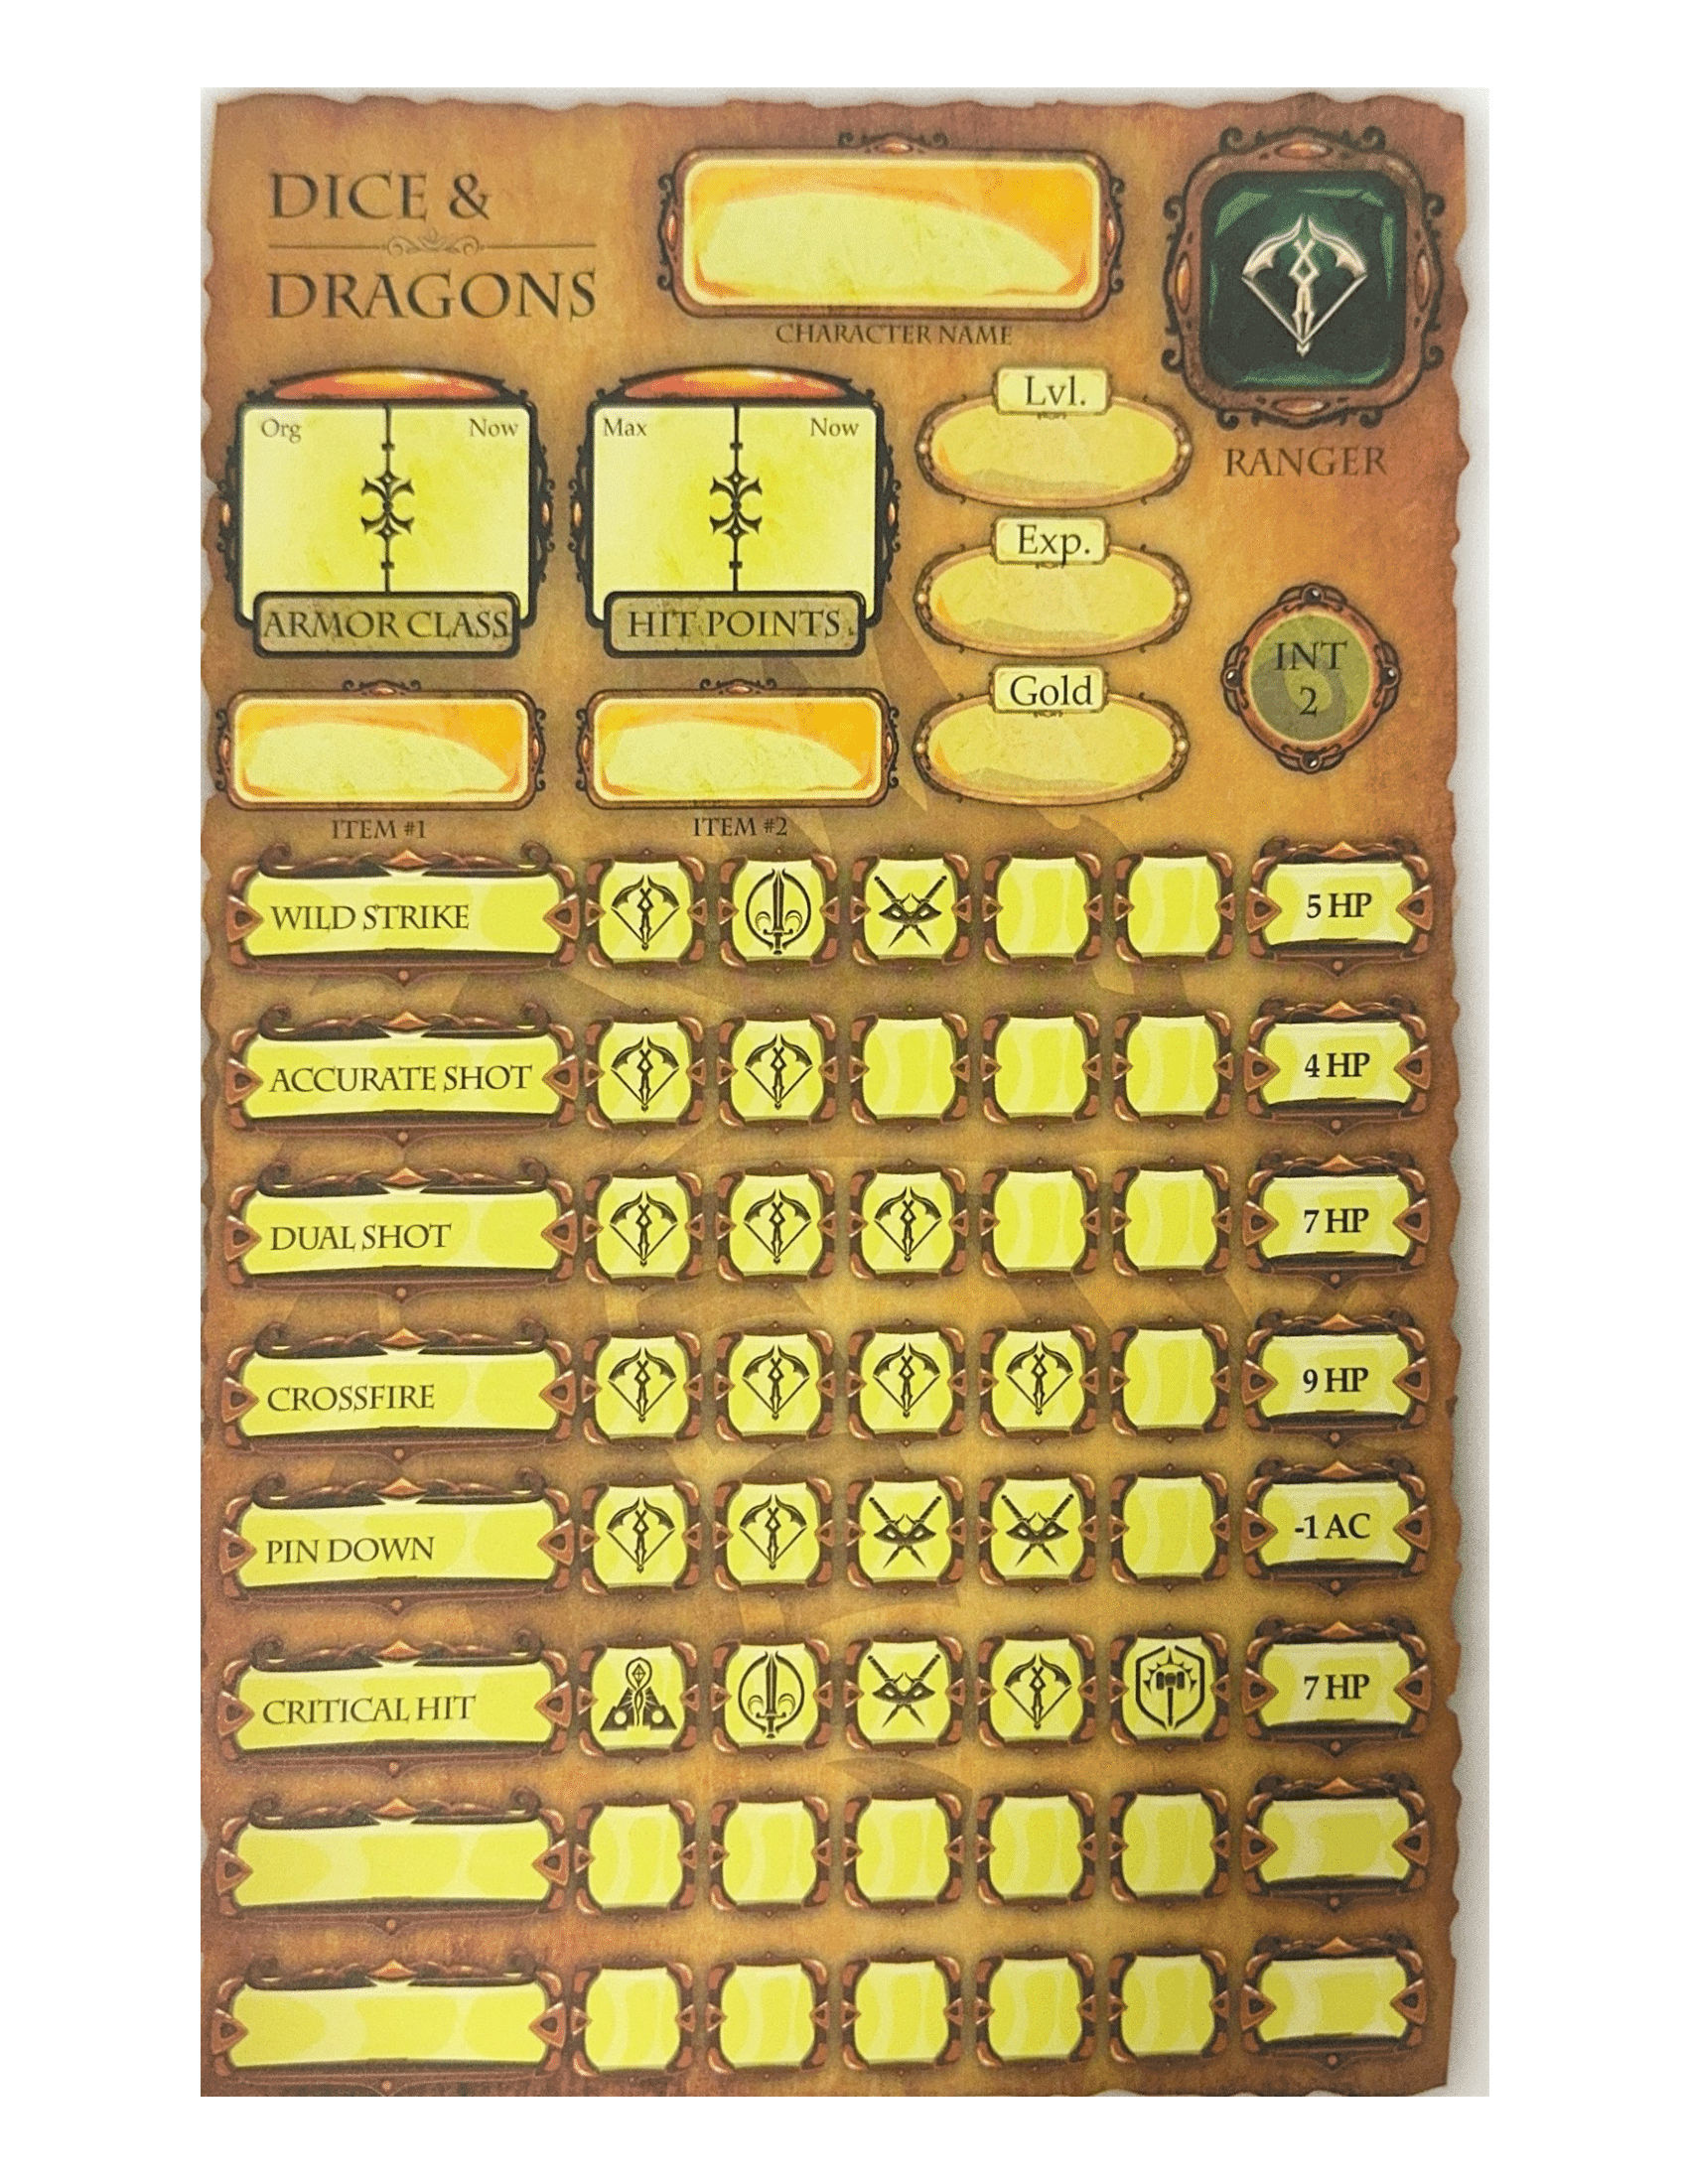 DICE &
DRAGONS
CHARACTER NAME
RANGER
Org Now
ARMOR CLASS
Max Now
HIT POINTS
Lvl.
Exp.
Gold
INT
2
ITEM #1
ITEM #2
WILD STRIKE 5 HP
ACCURATE SHOT 4 HP
DUAL SHOT 7 HP
CROSSFIRE 9 HP
PIN DOWN -1 AC
CRITICAL HIT 7 HP